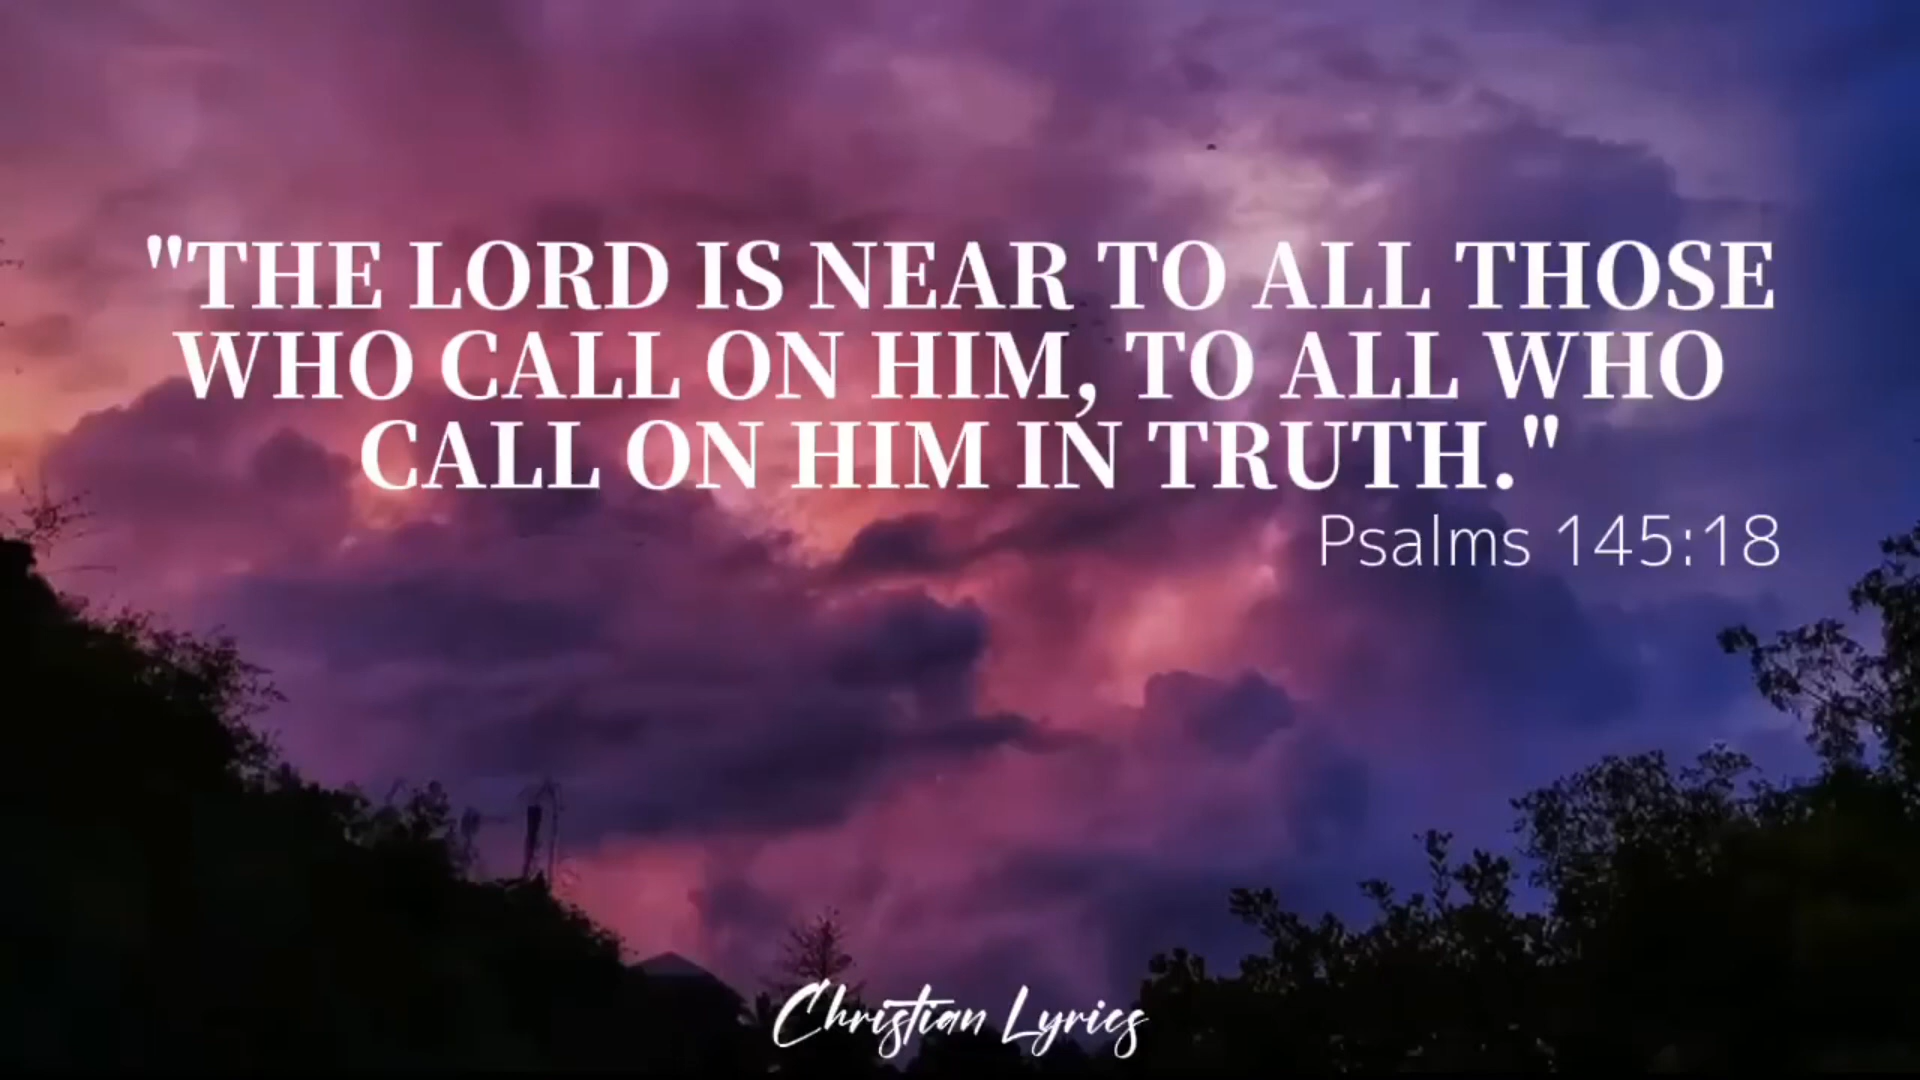 "THE LORD IS NEAR TO ALL THOSE
WHO CALL ON HIM, TO ALL WHO
CALL ON HIM IN TRUTH."
Psalms 145:18
Christian Lyrics